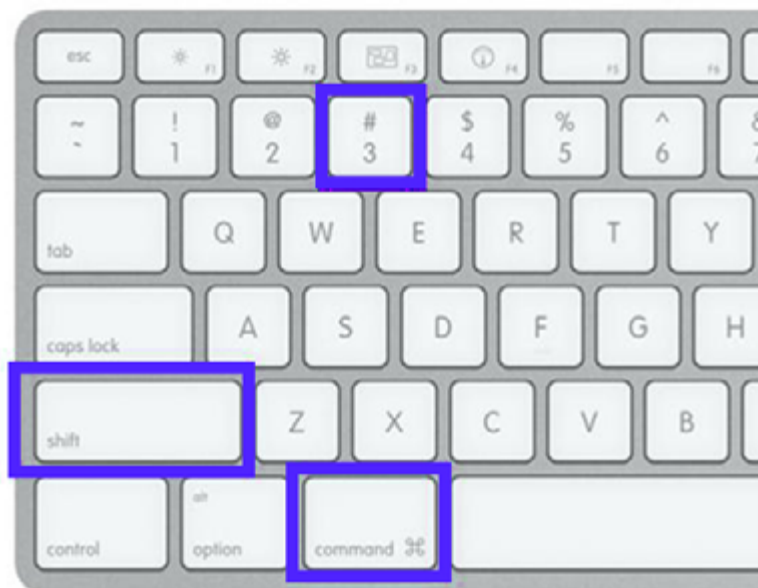 esc F1 F2 F3 F4 F5 F6
~ ! @ # $ % ^
` 1 2 3 4 5 6
tab Q W E R T Y
caps lock A S D F G H
shift Z X C V B
alt
control option command ⌘